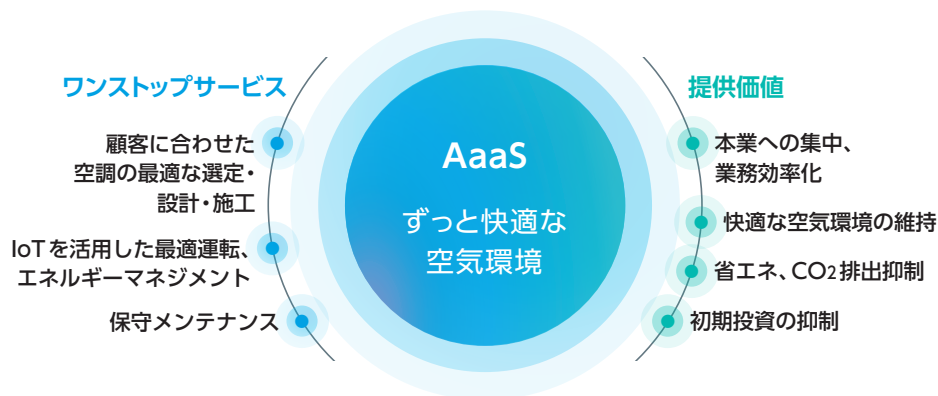 ワンストップサービス
顧客に合わせた
空調の最適な選定・
設計・施工
IoTを活用した最適運転、
エネルギーマネジメント
保守メンテナンス
AaaS
ずっと快適な
空気環境
提供価値
本業への集中、
業務効率化
快適な空気環境の維持
省エネ、CO2排出抑制
初期投資の抑制